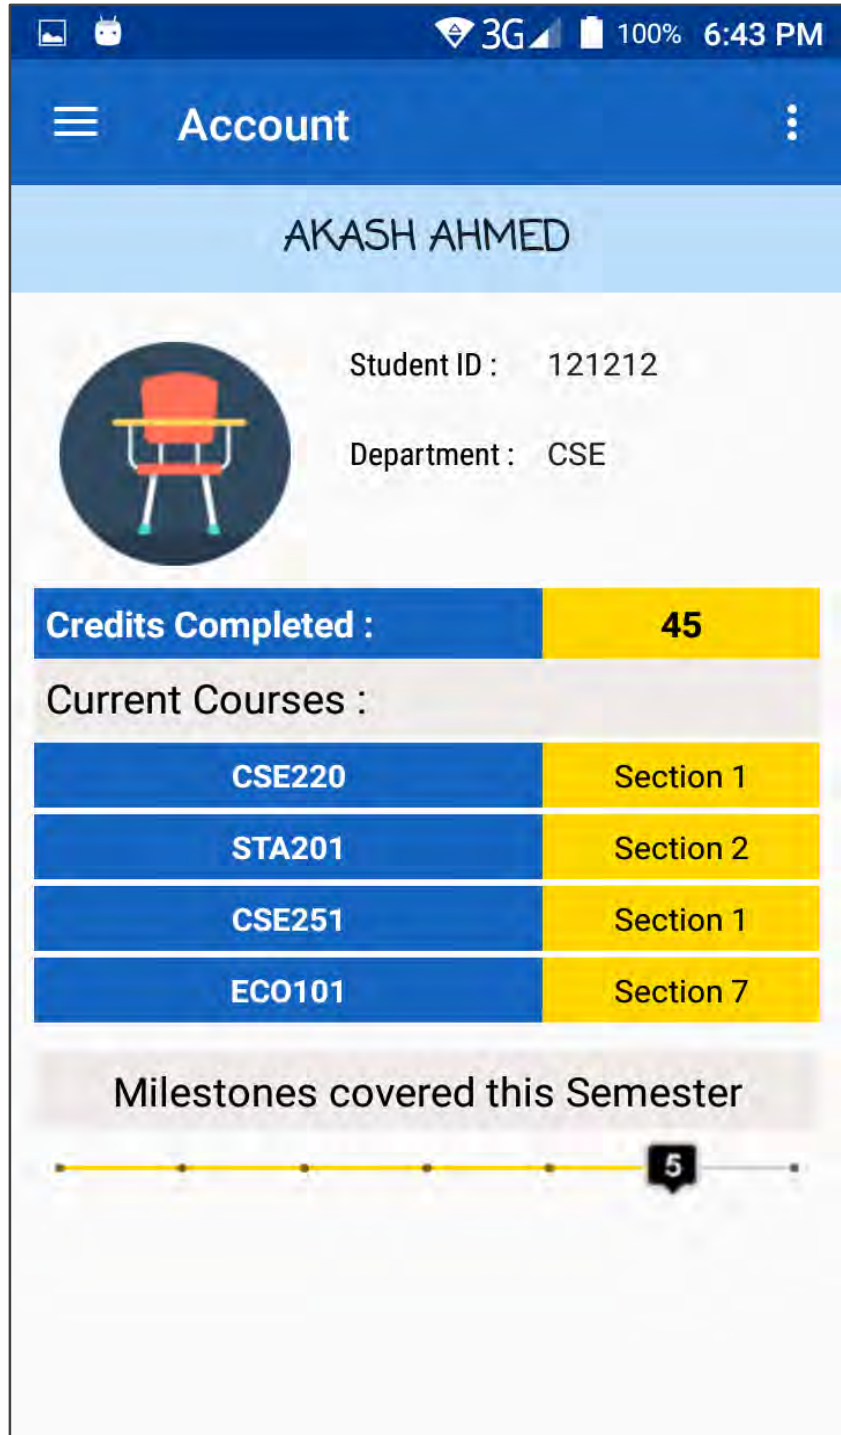 3G 100% 6:43 PM
Account
AKASH AHMED
Student ID : 121212
Department : CSE
Credits Completed : 45
Current Courses :
CSE220 Section 1
STA201 Section 2
CSE251 Section 1
ECO101 Section 7
Milestones covered this Semester
5